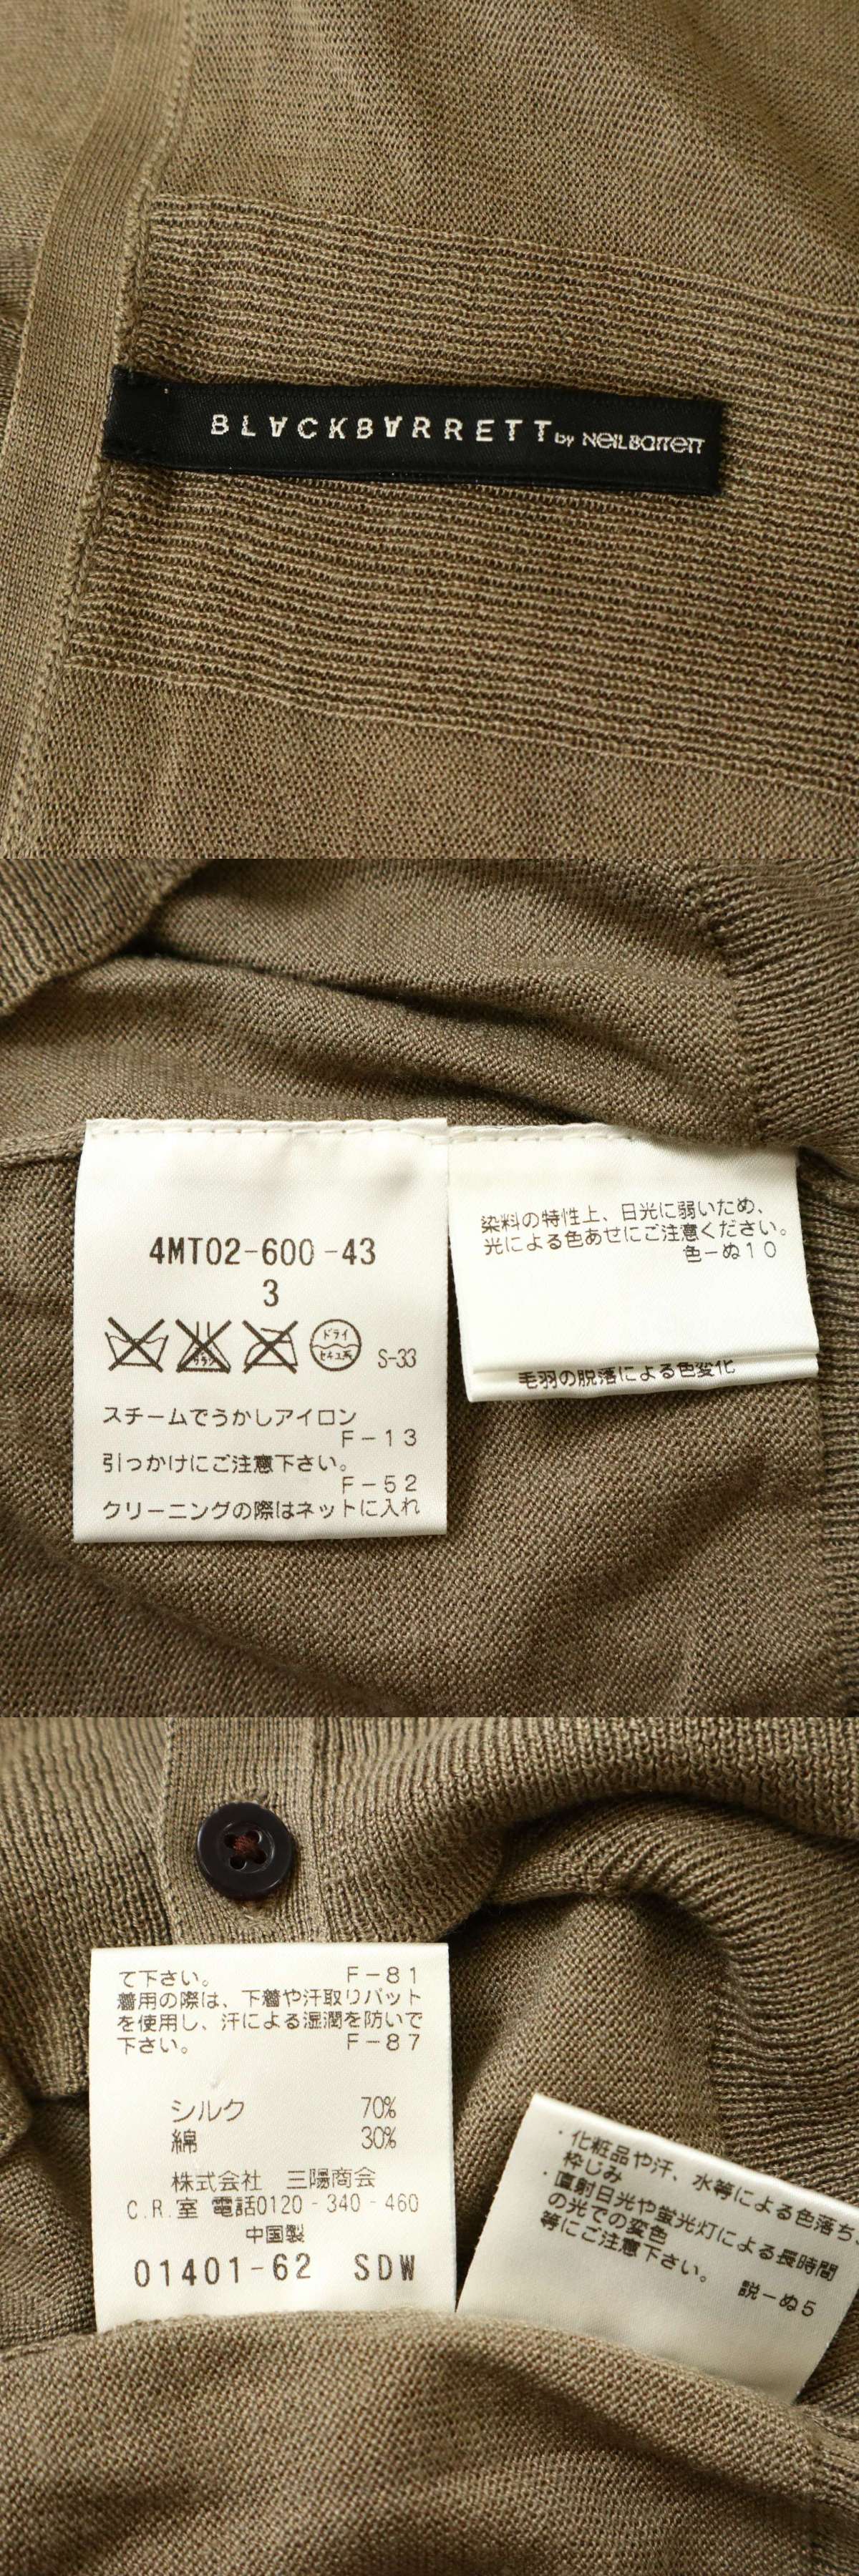 BLACKBARRETT by NEILBarrett
4MT02-600-43
3
ドライ
セキユ系
S-33
スチームでうかしアイロン
F-13
引っかけにご注意下さい。
F-52
クリーニングの際はネットに入れ
染料の特性上、日光に弱いため、
光による色あせにご注意ください。
色-ぬ10
毛羽の脱落による色変化
て下さい。 F-81
着用の際は、下着や汗取りパット
を使用し、汗による湿潤を防いで
下さい。 F-87
シルク 70%
綿 30%
株式会社 三陽商会
C.R.室 電話0120-340-460
中国製
01401-62 SDW
・化粧品や汗、水等による色落ち、
枠じみ
・直射日光や蛍光灯による長時間
の光での変色
等にご注意下さい。
説-ぬ5